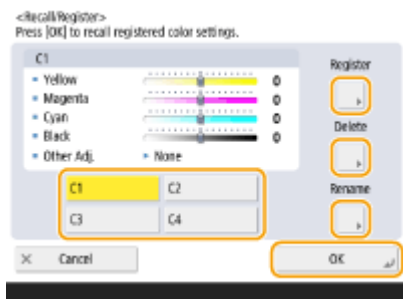 <Recall/Register>
Press [OK] to recall registered color settings.
C1
Register
Yellow 0
Magenta 0
Cyan 0
Delete
Black 0
Other Adj. None
C1 C2
Rename
C3 C4
× Cancel
OK